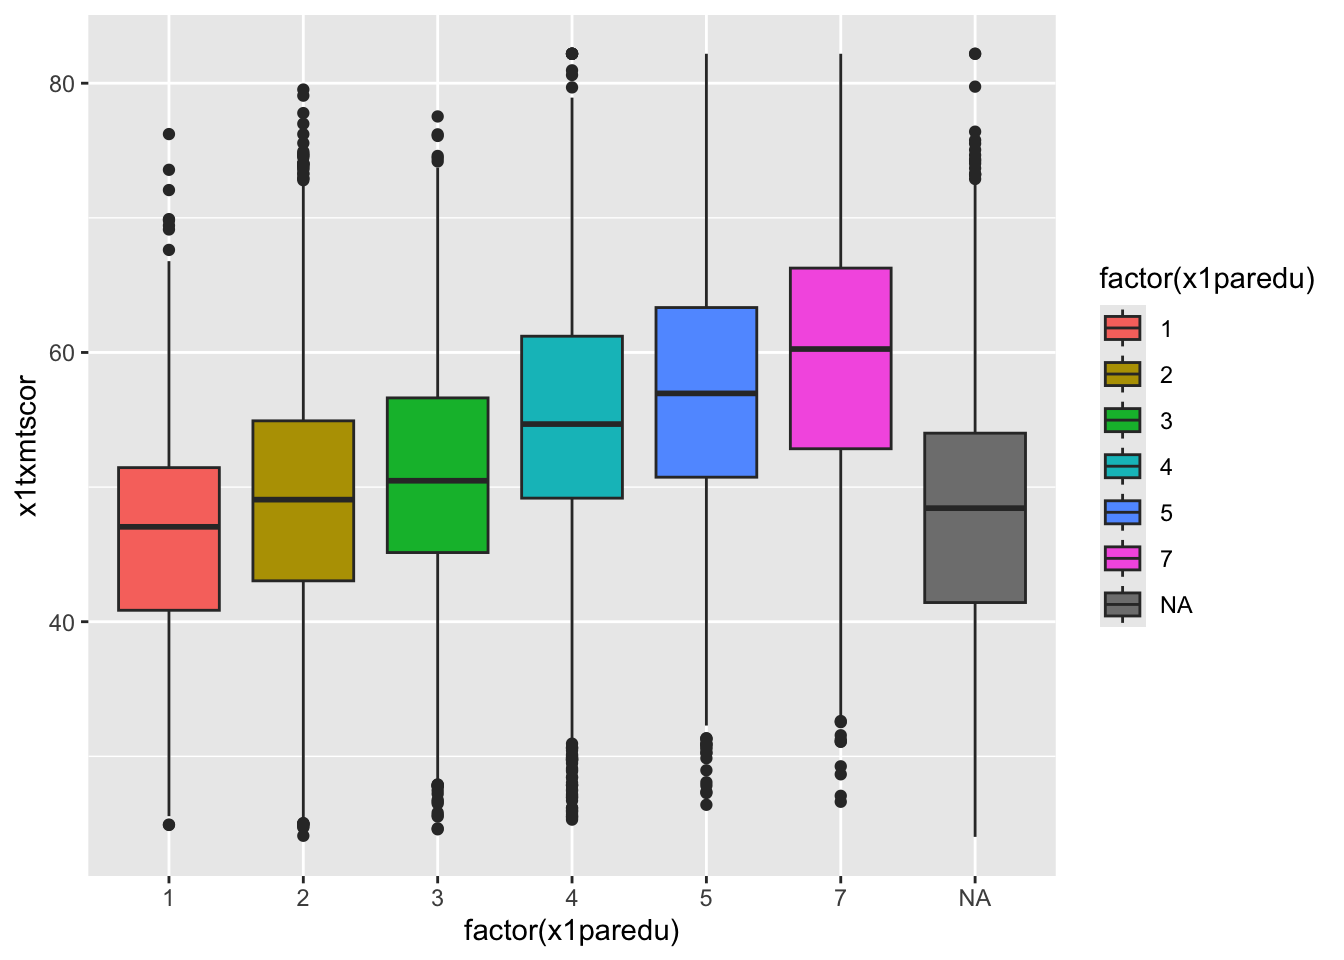 80
60
40
x1txmtscor
1 2 3 4 5 7 NA
factor(x1paredu)
factor(x1paredu)
1
2
3
4
5
7
NA